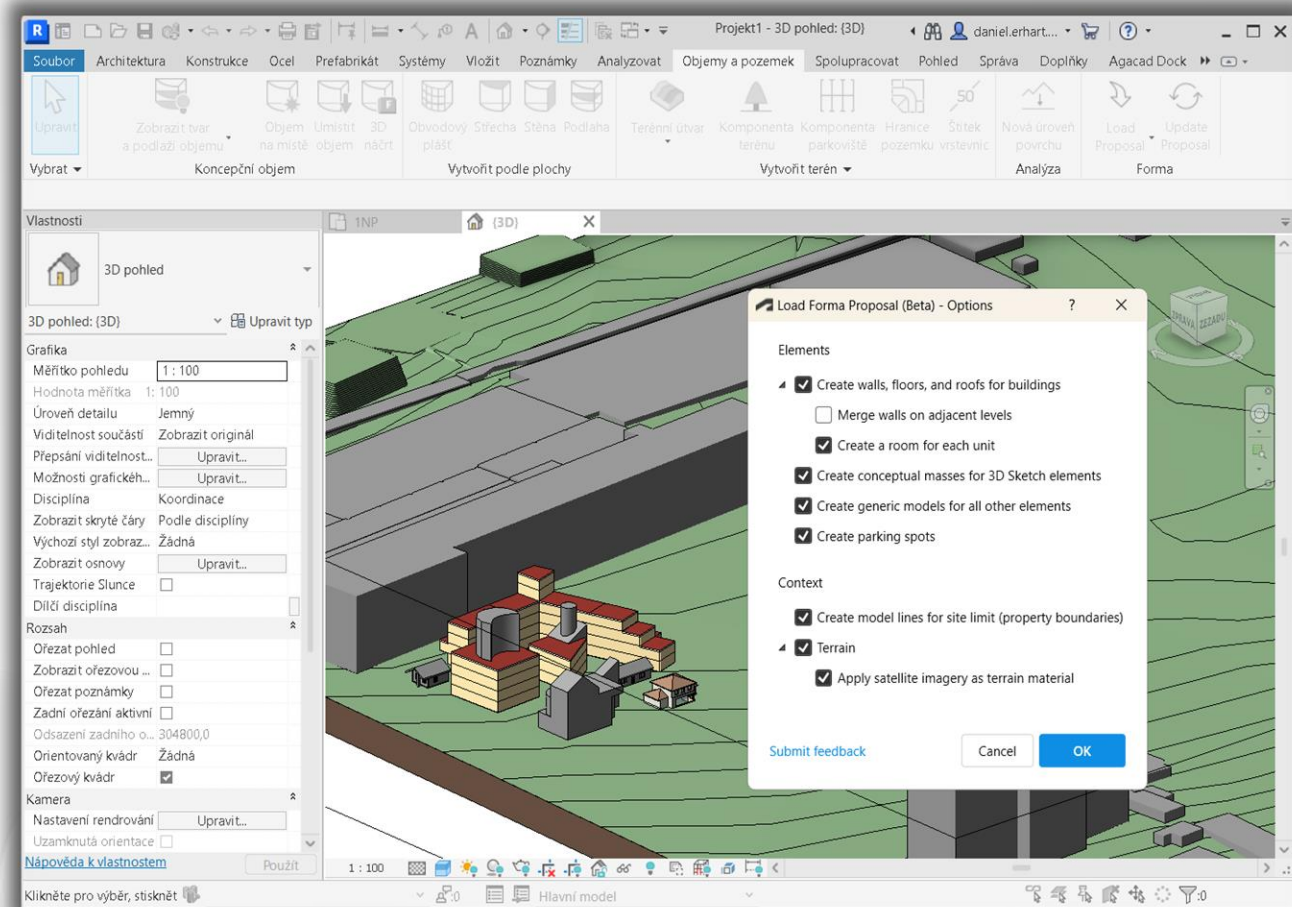 R
Projekt1 - 3D pohled: {3D}
daniel.erhart....
Soubor Architektura Konstrukce Ocel Prefabrikát Systémy Vložit Poznámky Analyzovat Objemy a pozemek Spolupracovat Pohled Správa Doplňky Agacad Dock
Upravit
Zobrazit tvar
a podlaží objemu
Objem
na místě
Umístit
objem
3D
náčrt
Obvodový
plášť
Střecha
Stěna
Podlaha
Terénní útvar
Komponenta
terénu
Komponenta
parkoviště
Hranice
pozemku
Štítek
vrstevnic
Nová úroveň
povrchu
Load
Proposal
Update
Proposal
Vybrat
Koncepční objem
Vytvořit podle plochy
Vytvořit terén
Analýza
Forma
Vlastnosti
1NP
{3D}
3D pohled
3D pohled: {3D}
Upravit typ
Grafika
Měřítko pohledu 1 : 100
Hodnota měřítka 1: 100
Úroveň detailu Jemný
Viditelnost součástí Zobrazit originál
Přepsání viditelnost... Upravit...
Možnosti grafickéh... Upravit...
Disciplína Koordinace
Zobrazit skryté čáry Podle disciplíny
Výchozí styl zobraz... Žádná
Zobrazit osnovy Upravit...
Trajektorie Slunce
Dílčí disciplína
Rozsah
Ořezat pohled
Zobrazit ořezovou ...
Ořezat poznámky
Zadní ořezání aktivní
Odsazení zadního o... 304800,0
Orientovaný kvádr Žádná
Ořezový kvádr
Kamera
Nastavení rendrování Upravit...
Uzamknutá orientace
Nápověda k vlastnostem
Použít
Load Forma Proposal (Beta) - Options ?
Elements
Create walls, floors, and roofs for buildings
Merge walls on adjacent levels
Create a room for each unit
Create conceptual masses for 3D Sketch elements
Create generic models for all other elements
Create parking spots
Context
Create model lines for site limit (property boundaries)
Terrain
Apply satellite imagery as terrain material
Submit feedback
Cancel
OK
ZPRAVA
ZEZADU
1 : 100
Klikněte pro výběr, stisknět
:0
Hlavní model
:0